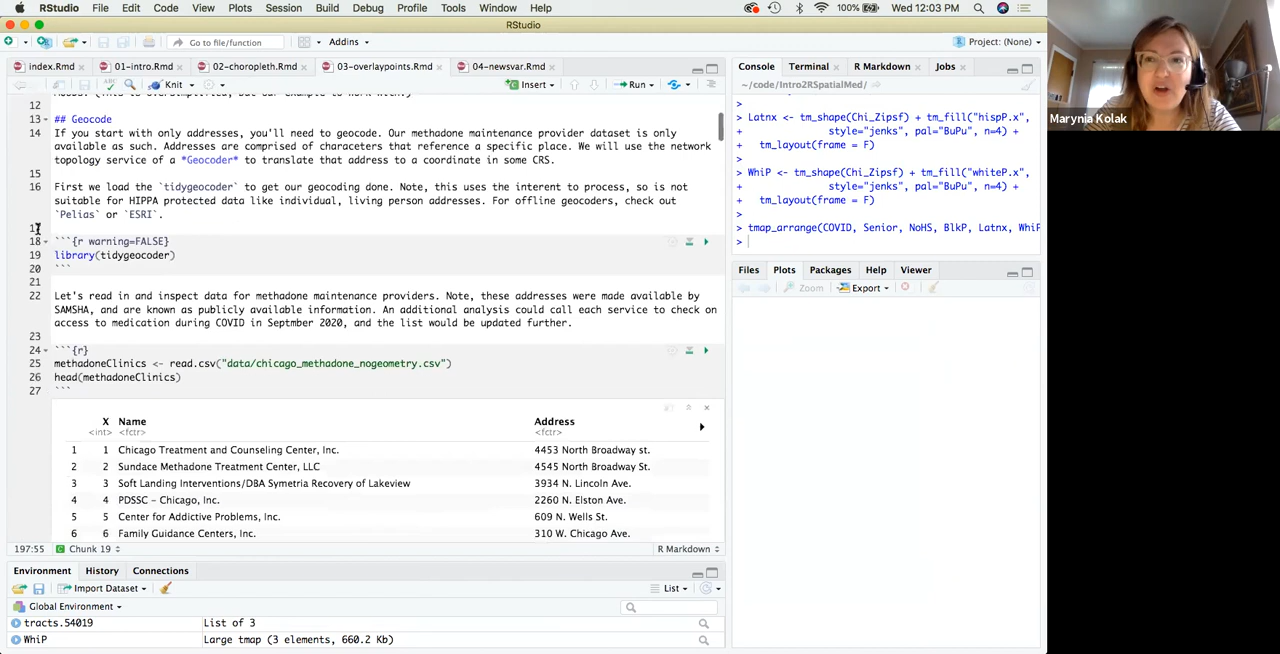 RStudio File Edit Code View Plots Session Build Debug Profile Tools Window Help 100% Wed 12:03 PM
RStudio
Go to file/function Addins Project: (None)
index.Rmd 01-intro.Rmd 02-choropleth.Rmd 03-overlaypoints.Rmd 04-newsvar.Rmd
Knit Insert Run
12
13 ## Geocode
14 If you start with only addresses, you'll need to geocode. Our methadone maintenance provider dataset is only
available as such. Addresses are comprised of characeters that reference a specific place. We will use the network
topology service of a *Geocoder* to translate that address to a coordinate in some CRS.
15
16 First we load the `tidygeocoder` to get our geocoding done. Note, this uses the interent to process, so is not
suitable for HIPPA protected data like individual, living person addresses. For offline geocoders, check out
`Pelias` or `ESRI`.
18 ```{r warning=FALSE}
19 library(tidygeocoder)
20 ```
21
22 Let's read in and inspect data for methadone maintenance providers. Note, these addresses were made available by
SAMSHA, and are known as publicly available information. An additional analysis could call each service to check on
access to medication during COVID in Septmber 2020, and the list would be updated further.
23
24 ```{r}
25 methadoneClinics <- read.csv("data/chicago_methadone_nogeometry.csv")
26 head(methadoneClinics)
27 ```
X Name Address
<int> <fctr> <fctr>
1 1 Chicago Treatment and Counseling Center, Inc. 4453 North Broadway st.
2 2 Sundace Methadone Treatment Center, LLC 4545 North Broadway St.
3 3 Soft Landing Interventions/DBA Symetria Recovery of Lakeview 3934 N. Lincoln Ave.
4 4 PDSSC - Chicago, Inc. 2260 N. Elston Ave.
5 5 Center for Addictive Problems, Inc. 609 N. Wells St.
6 6 Family Guidance Centers, Inc. 310 W. Chicago Ave.
197:55 Chunk 19 R Markdown
Environment History Connections
Import Dataset List
Global Environment
tracts.54019 List of 3
WhiP Large tmap (3 elements, 660.2 Kb)
Console Terminal R Markdown Jobs
~/code/Intro2RSpatialMed/
>
> Latnx <- tm_shape(Chi_Zipsf) + tm_fill("hispP.x",
+ style="jenks", pal="BuPu", n=4) +
+ tm_layout(frame = F)
>
> WhiP <- tm_shape(Chi_Zipsf) + tm_fill("whiteP.x",
+ style="jenks", pal="BuPu", n=4) +
+ tm_layout(frame = F)
>
> tmap_arrange(COVID, Senior, NoHS, BlkP, Latnx, WhiP
>
Files Plots Packages Help Viewer
Zoom Export
Marynia Kolak